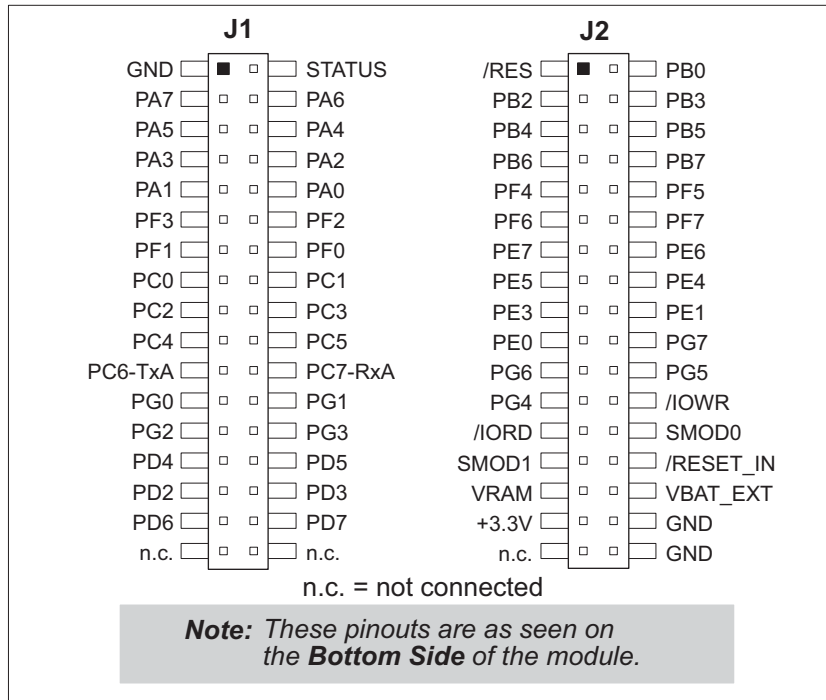 J1 J2
GND STATUS /RES PB0
PA7 PA6 PB2 PB3
PA5 PA4 PB4 PB5
PA3 PA2 PB6 PB7
PA1 PA0 PF4 PF5
PF3 PF2 PF6 PF7
PF1 PF0 PE7 PE6
PC0 PC1 PE5 PE4
PC2 PC3 PE3 PE1
PC4 PC5 PE0 PG7
PC6-TxA PC7-RxA PG6 PG5
PG0 PG1 PG4 /IOWR
PG2 PG3 /IORD SMOD0
PD4 PD5 SMOD1 /RESET_IN
PD2 PD3 VRAM VBAT_EXT
PD6 PD7 +3.3V GND
n.c. n.c. n.c. GND
n.c. = not connected
Note: These pinouts are as seen on
the Bottom Side of the module.